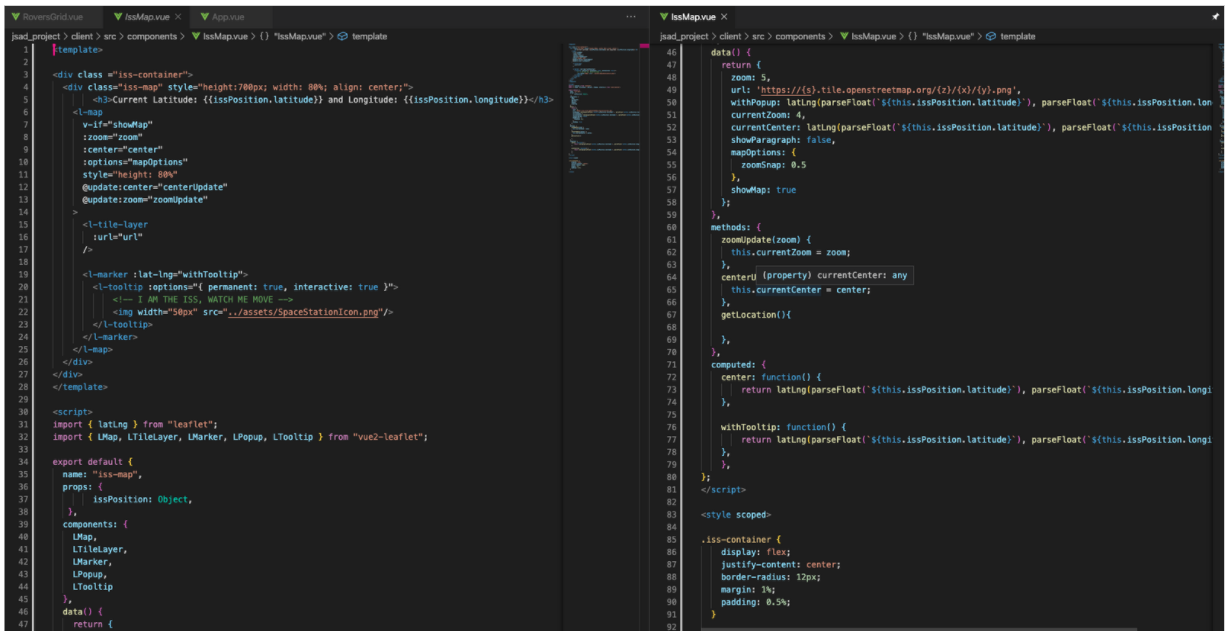 RoversGrid.vue IssMap.vue × App.vue ···
jsad_project > client > src > components > IssMap.vue > {} "IssMap.vue" > template
1 <template>
2
3 <div class ="iss-container">
4 <div class="iss-map" style="height:700px; width: 80%; align: center;">
5 <h3>Current Latitude: {{issPosition.latitude}} and Longitude: {{issPosition.longitude}}</h3>
6 <l-map
7 v-if="showMap"
8 :zoom="zoom"
9 :center="center"
10 :options="mapOptions"
11 style="height: 80%"
12 @update:center="centerUpdate"
13 @update:zoom="zoomUpdate"
14 >
15 <l-tile-layer
16 :url="url"
17 />
18
19 <l-marker :lat-lng="withTooltip">
20 <l-tooltip :options="{ permanent: true, interactive: true }">
21 <!-- I AM THE ISS, WATCH ME MOVE -->
22 <img width="50px" src="../assets/SpaceStationIcon.png"/>
23 </l-tooltip>
24 </l-marker>
25 </l-map>
26 </div>
27 </div>
28 </template>
29
30 <script>
31 import { latLng } from "leaflet";
32 import { LMap, LTileLayer, LMarker, LPopup, LTooltip } from "vue2-leaflet";
33
34 export default {
35 name: "iss-map",
36 props: {
37 issPosition: Object,
38 },
39 components: {
40 LMap,
41 LTileLayer,
42 LMarker,
43 LPopup,
44 LTooltip
45 },
46 data() {
47 return {
IssMap.vue ×
jsad_project > client > src > components > IssMap.vue > {} "IssMap.vue" > template
46 data() {
47 return {
48 zoom: 5,
49 url: 'https://{s}.tile.openstreetmap.org/{z}/{x}/{y}.png',
50 withPopup: latLng(parseFloat(`${this.issPosition.latitude}`), parseFloat(`${this.issPosition.lon
51 currentZoom: 4,
52 currentCenter: latLng(parseFloat(`${this.issPosition.latitude}`), parseFloat(`${this.issPosition
53 showParagraph: false,
54 mapOptions: {
55 zoomSnap: 0.5
56 },
57 showMap: true
58 };
59 },
60 methods: {
61 zoomUpdate(zoom) {
62 this.currentZoom = zoom;
63 },
64 centerU (property) currentCenter: any
65 this.currentCenter = center;
66 },
67 getLocation(){
68
69 },
70 },
71 computed: {
72 center: function() {
73 return latLng(parseFloat(`${this.issPosition.latitude}`), parseFloat(`${this.issPosition.longi
74 },
75
76 withTooltip: function() {
77 return latLng(parseFloat(`${this.issPosition.latitude}`), parseFloat(`${this.issPosition.longi
78 },
79 },
80 };
81 </script>
82
83 <style scoped>
84
85 .iss-container {
86 display: flex;
87 justify-content: center;
88 border-radius: 12px;
89 margin: 1%;
90 padding: 0.5%;
91 }
92